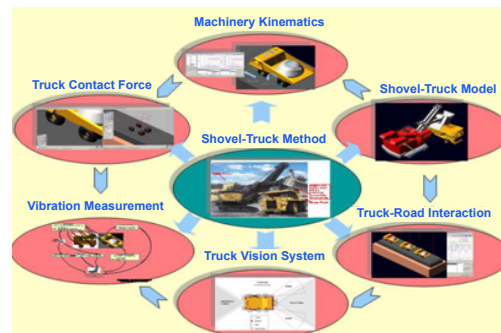 Machinery Kinematics
Truck Contact Force
Shovel-Truck Model
Shovel-Truck Method
Vibration Measurement
Truck-Road Interaction
Truck Vision System